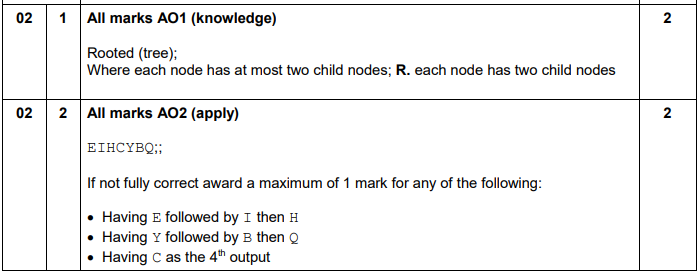 02 1 All marks AO1 (knowledge) 2
Rooted (tree);
Where each node has at most two child nodes; R. each node has two child nodes
02 2 All marks AO2 (apply) 2
EIHCYBQ;;
If not fully correct award a maximum of 1 mark for any of the following:
• Having E followed by I then H
• Having Y followed by B then Q
• Having C as the 4th output